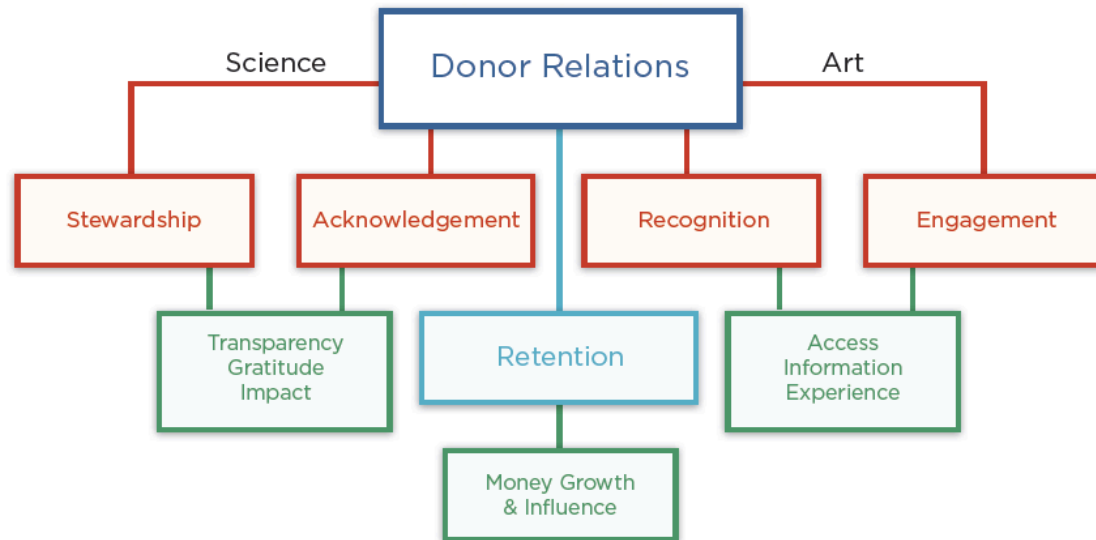 Science
Donor Relations
Art
Stewardship
Acknowledgement
Recognition
Engagement
Transparency
Gratitude
Impact
Retention
Access
Information
Experience
Money Growth
& Influence